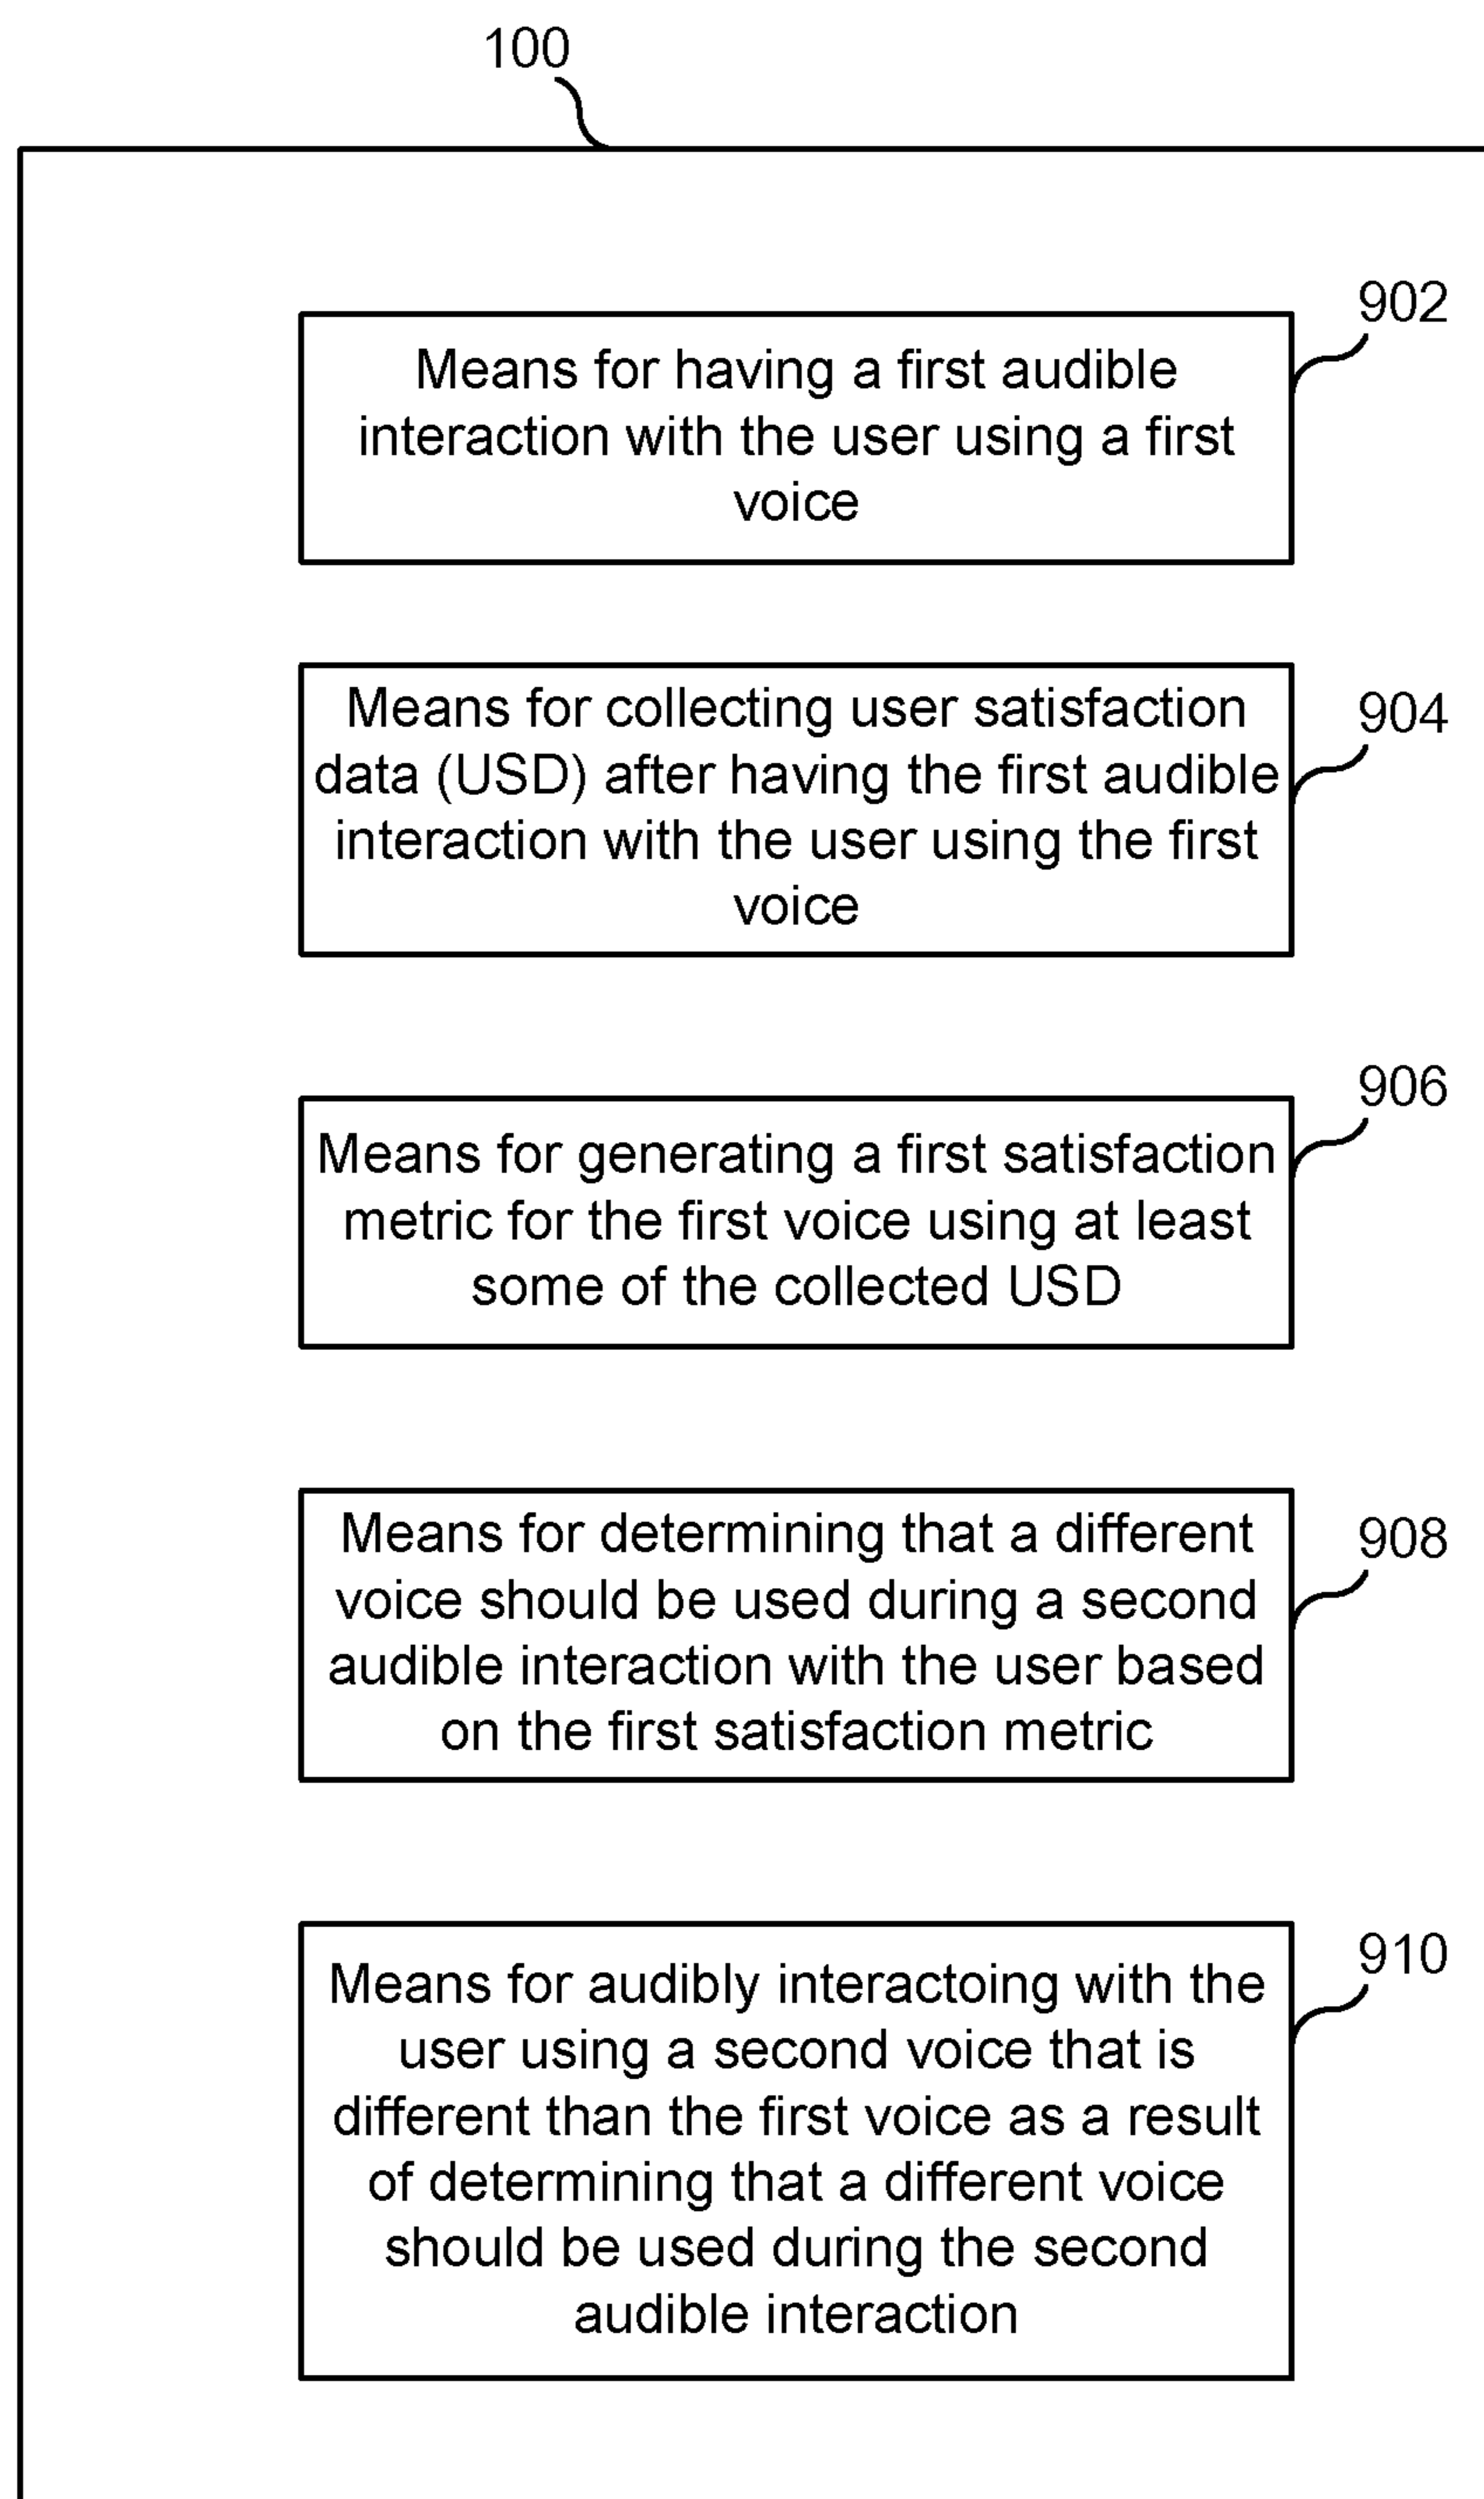 100
902
Means for having a first audible
interaction with the user using a first
voice
904
Means for collecting user satisfaction
data (USD) after having the first audible
interaction with the user using the first
voice
906
Means for generating a first satisfaction
metric for the first voice using at least
some of the collected USD
908
Means for determining that a different
voice should be used during a second
audible interaction with the user based
on the first satisfaction metric
910
Means for audibly interactoing with the
user using a second voice that is
different than the first voice as a result
of determining that a different voice
should be used during the second
audible interaction